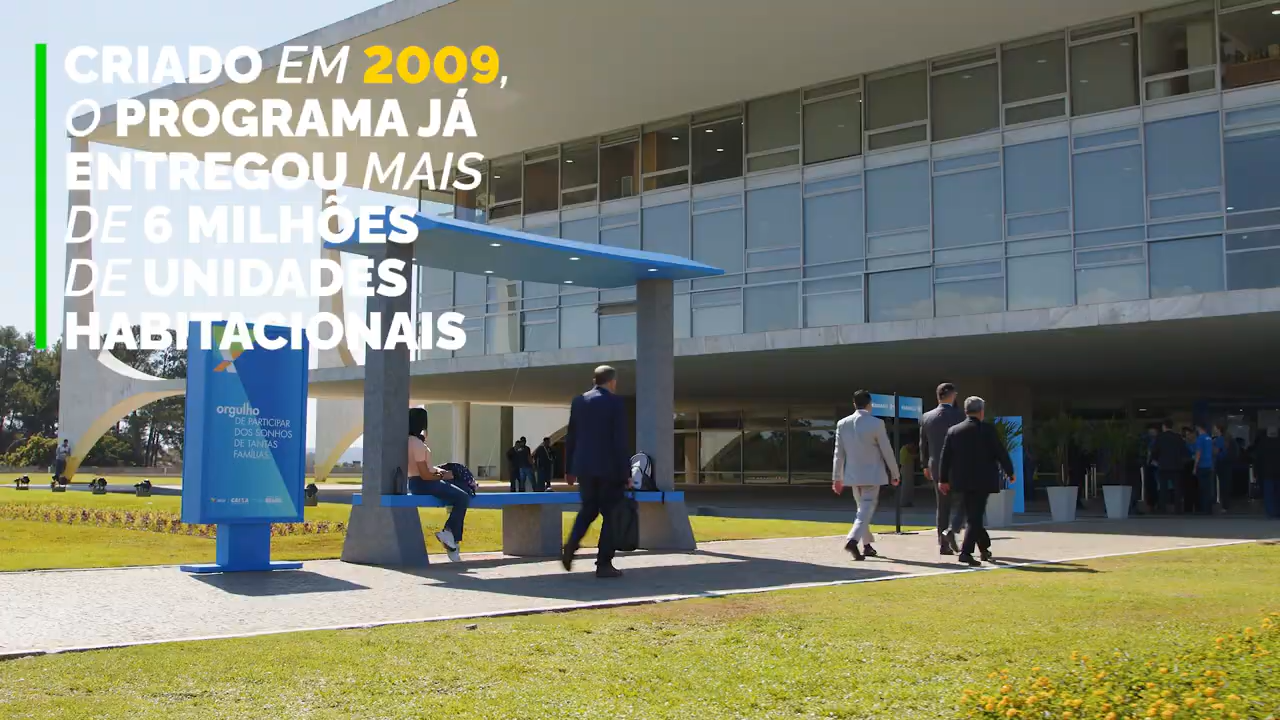 CRIADO EM 2009,
O PROGRAMA JÁ
ENTREGOU MAIS
DE 6 MILHÕES
DE UNIDADES
HABITACIONAIS
orgulho
DE PARTICIPAR
DOS SONHOS
DE TANTAS
FAMÍLIAS
CAIXA